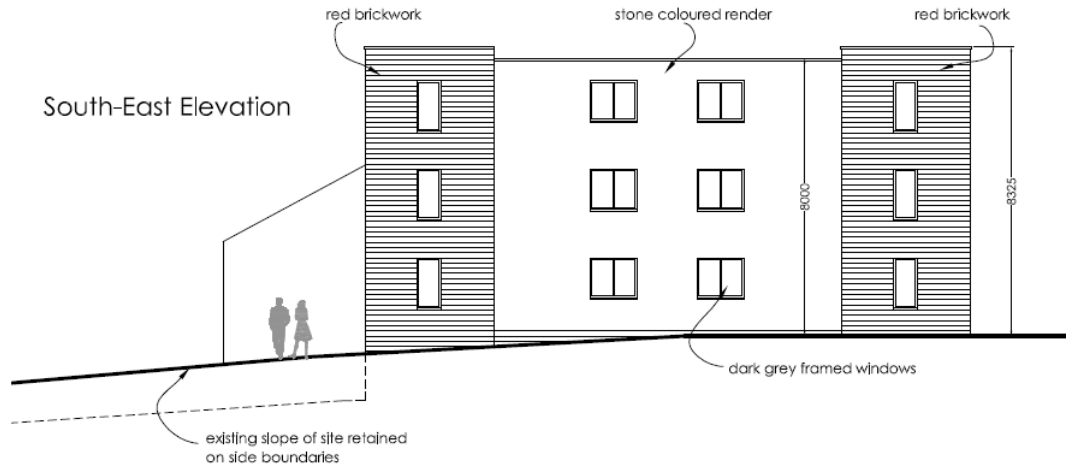 red brickwork
stone coloured render
red brickwork
South-East Elevation
8000
8325
dark grey framed windows
existing slope of site retained
on side boundaries